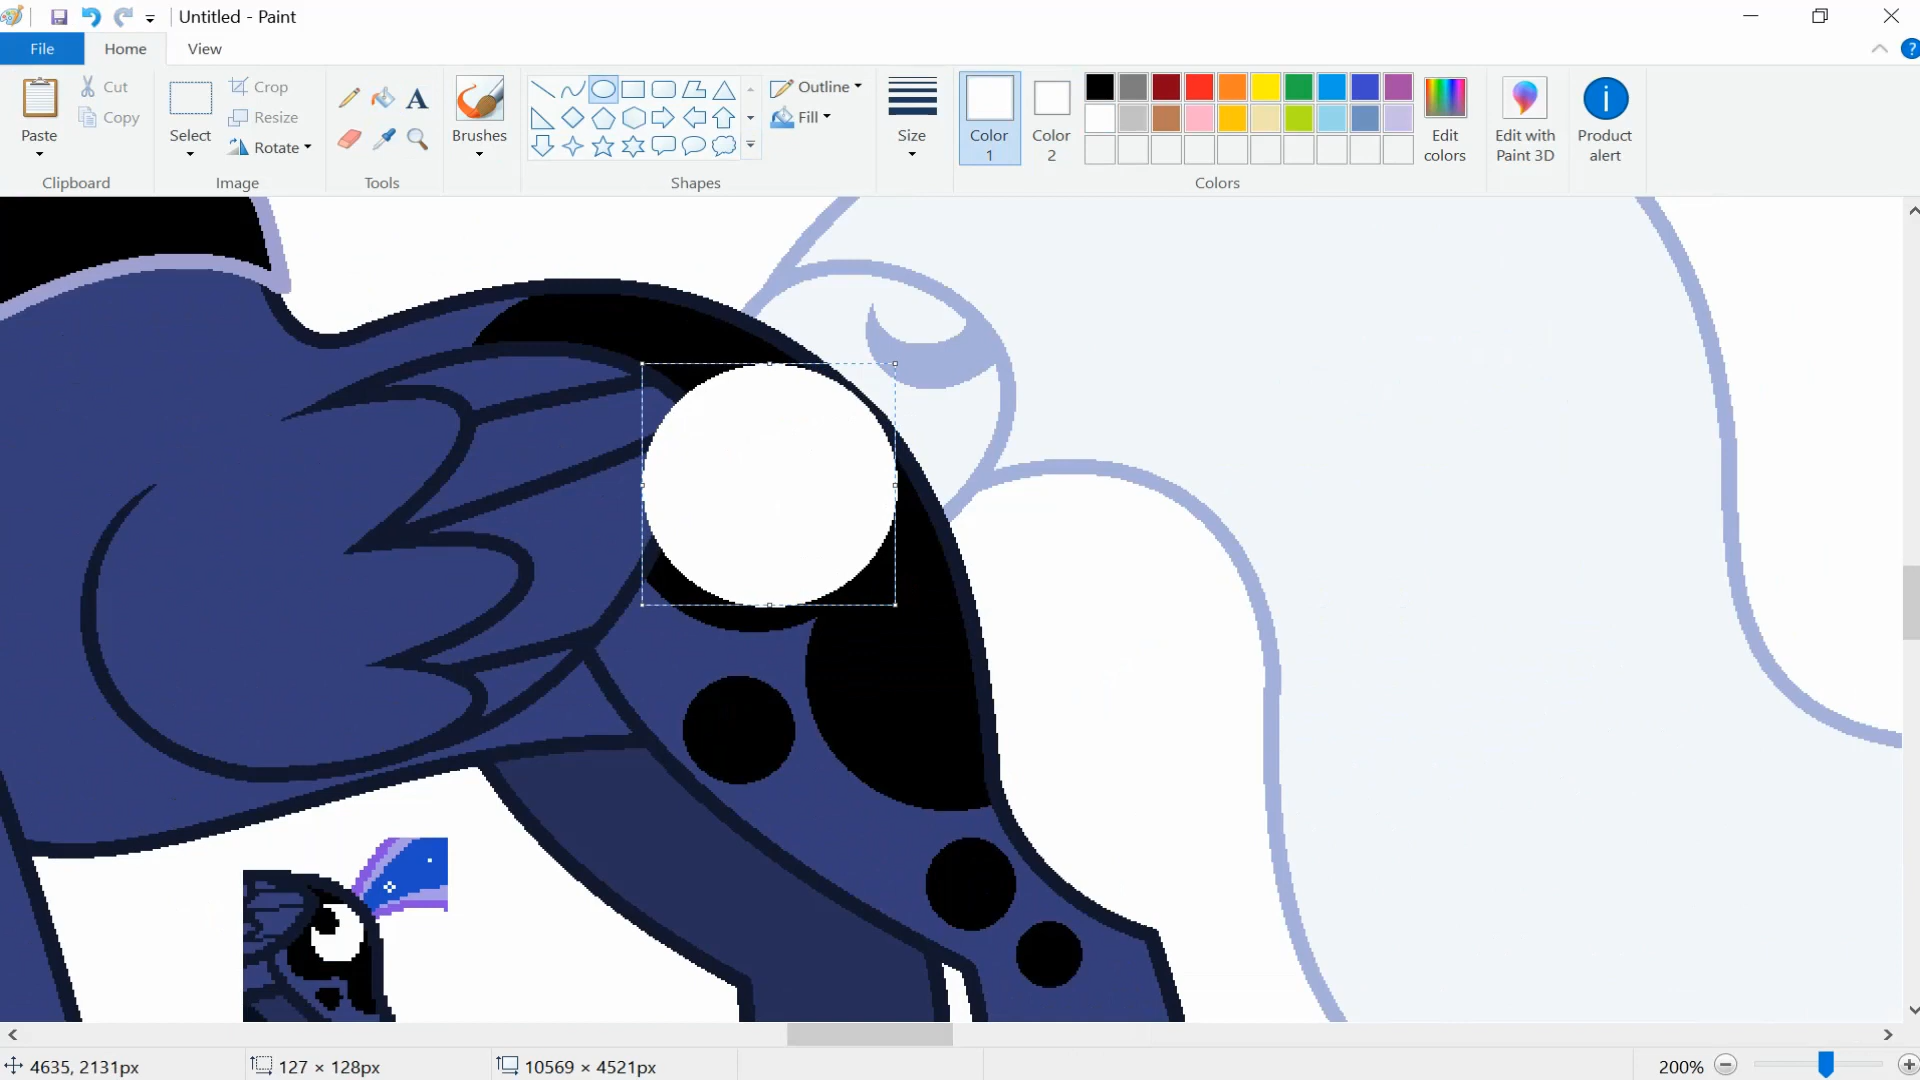 Untitled - Paint
File Home View
Paste
Cut
Copy
Clipboard
Select
Crop
Resize
Rotate
Image
A
Tools
Brushes
Shapes
Outline
Fill
Size
Color 1
Color 2
Edit colors
Colors
Edit with Paint 3D
Product alert
4635, 2131px
127 × 128px
10569 × 4521px
200%